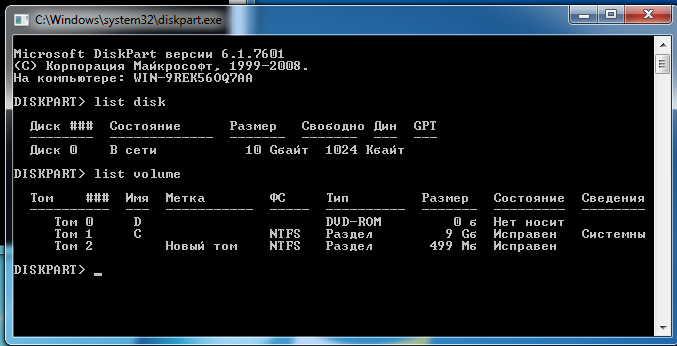 C:\Windows\system32\diskpart.exe
Microsoft DiskPart версии 6.1.7601
(C) Корпорация Майкрософт, 1999-2008.
На компьютере: WIN-9REK56OQ7AA
DISKPART> list disk
Диск ### Состояние Размер Свободно Дин GPT
-------- ------------- ------- ------- --- ---
Диск 0 В сети 10 Gбайт 1024 Kбайт
DISKPART> list volume
Том ### Имя Метка ФС Тип Размер Состояние Сведения
----------- --- ----------- ----- ---------- ------- --------- --------
Том 0 D DVD-ROM 0 б Нет носит
Том 1 C NTFS Раздел 9 Gб Исправен Системны
Том 2 Новый том NTFS Раздел 499 Mб Исправен
DISKPART> _